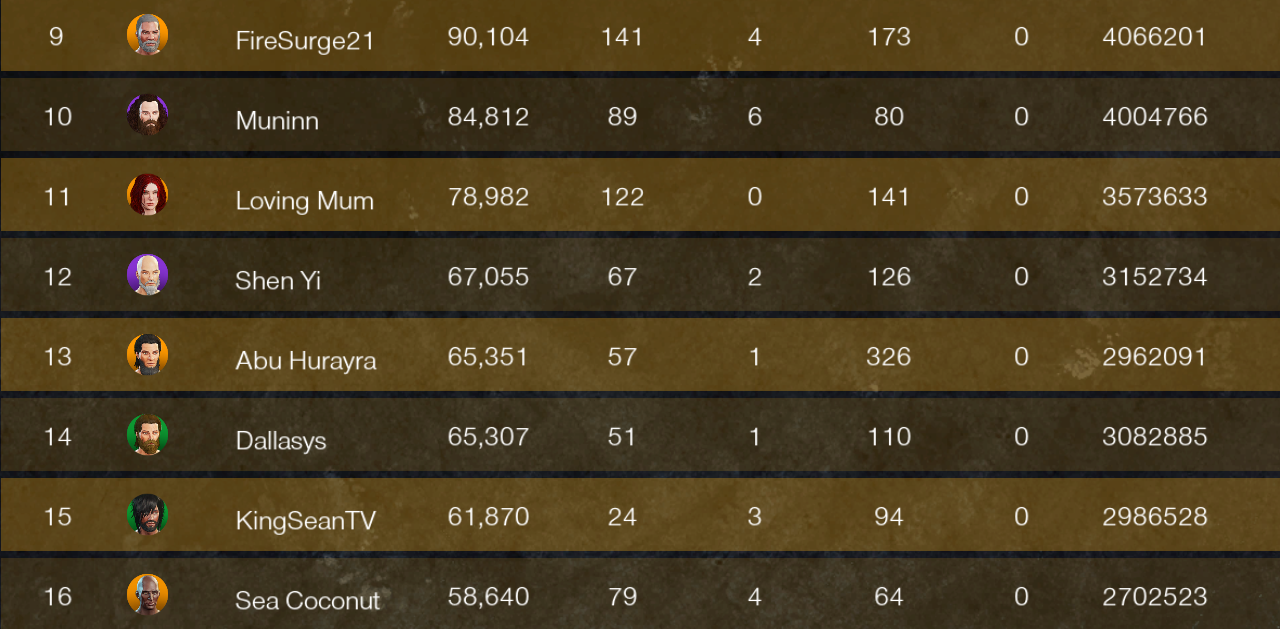 9 FireSurge21 90,104 141 4 173 0 4066201
10 Muninn 84,812 89 6 80 0 4004766
11 Loving Mum 78,982 122 0 141 0 3573633
12 Shen Yi 67,055 67 2 126 0 3152734
13 Abu Hurayra 65,351 57 1 326 0 2962091
14 Dallasys 65,307 51 1 110 0 3082885
15 KingSeanTV 61,870 24 3 94 0 2986528
16 Sea Coconut 58,640 79 4 64 0 2702523